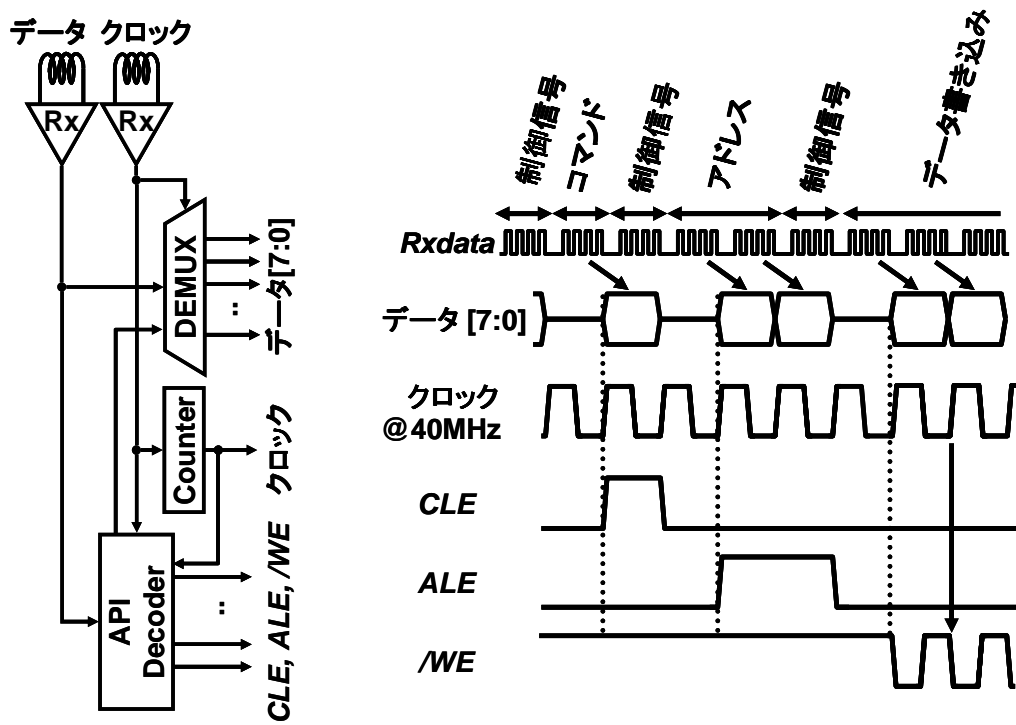 データ クロック
Rx Rx
DEMUX
データ[7:0]
Counter
クロック
API
Decoder
CLE, ALE, /WE
制御信号
コマンド
制御信号
アドレス
制御信号
データ書き込み
Rxdata
データ [7:0]
クロック
@40MHz
CLE
ALE
/WE